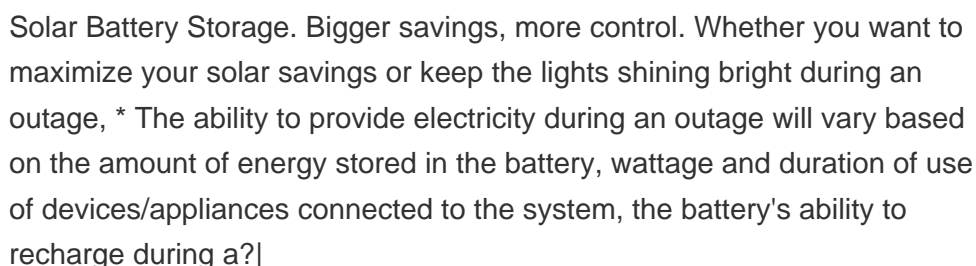 Solar Battery Storage. Bigger savings, more control. Whether you want to
maximize your solar savings or keep the lights shining bright during an
outage, * The ability to provide electricity during an outage will vary based
on the amount of energy stored in the battery, wattage and duration of use
of devices/appliances connected to the system, the battery's ability to
recharge during a?|